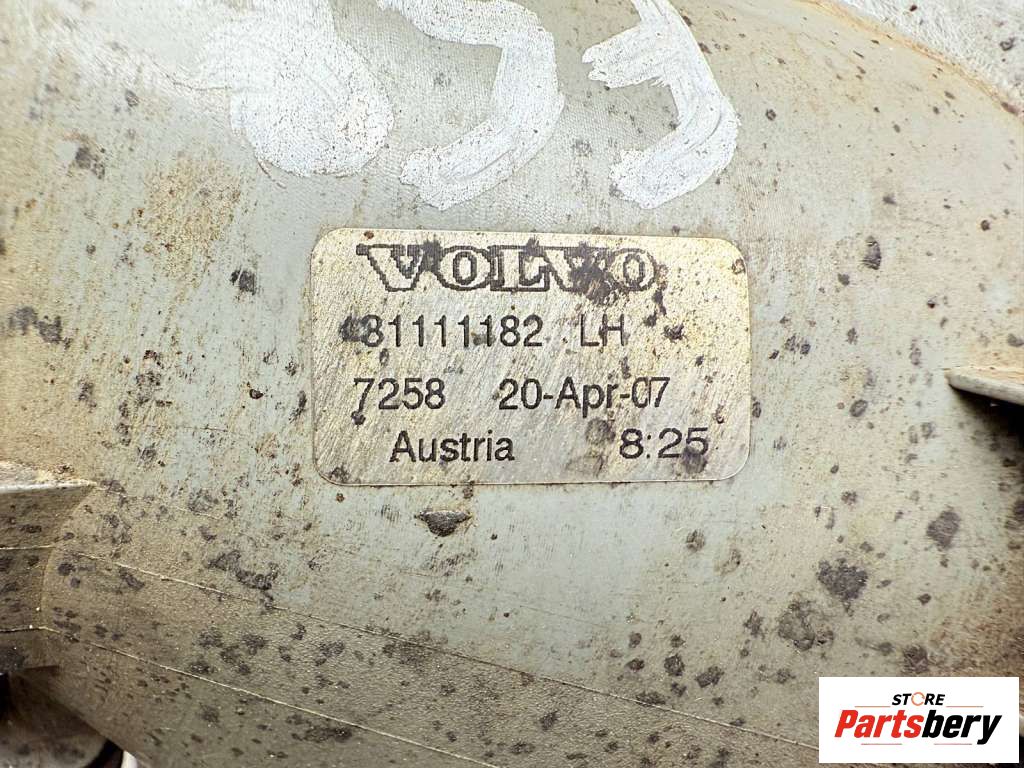 VOLVO
31111182 LH
7258 20-Apr-07
Austria 8:25
STORE
Partsbery